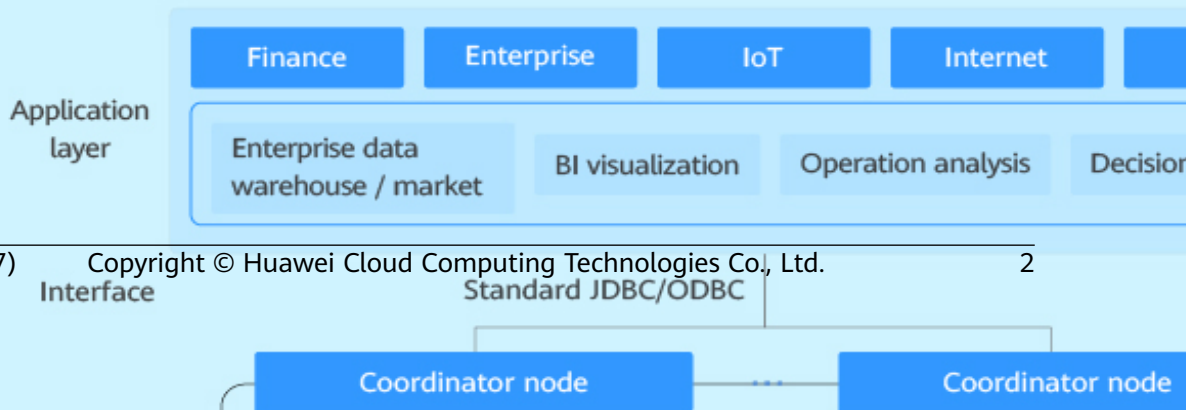 Finance Enterprise IoT Internet
Application
layer
Enterprise data
warehouse / market
BI visualization Operation analysis Decision
7) Copyright © Huawei Cloud Computing Technologies Co., Ltd. 2
Interface Standard JDBC/ODBC
Coordinator node ... Coordinator node